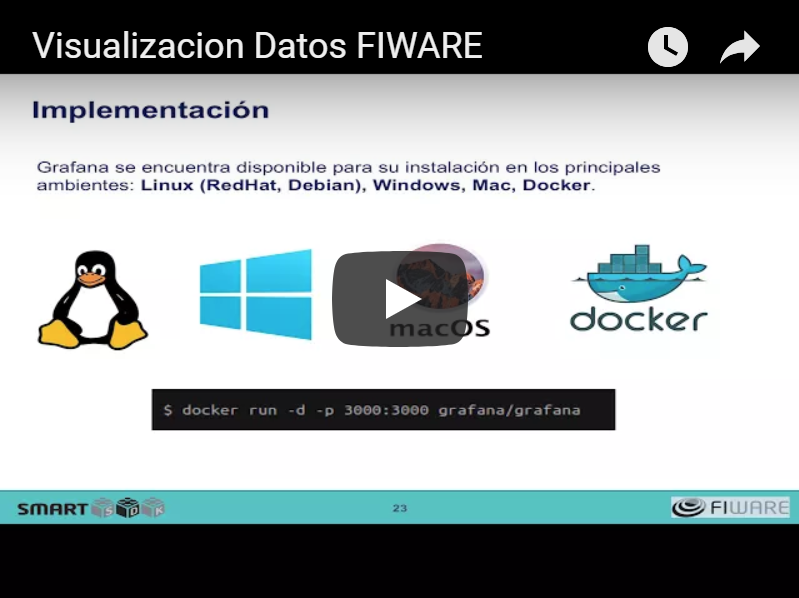 Visualizacion Datos FIWARE
Implementación
Grafana se encuentra disponible para su instalación en los principales
ambientes: Linux (RedHat, Debian), Windows, Mac, Docker.
macOS
docker
$ docker run -d -p 3000:3000 grafana/grafana
SMART SDK
23
FIWARE